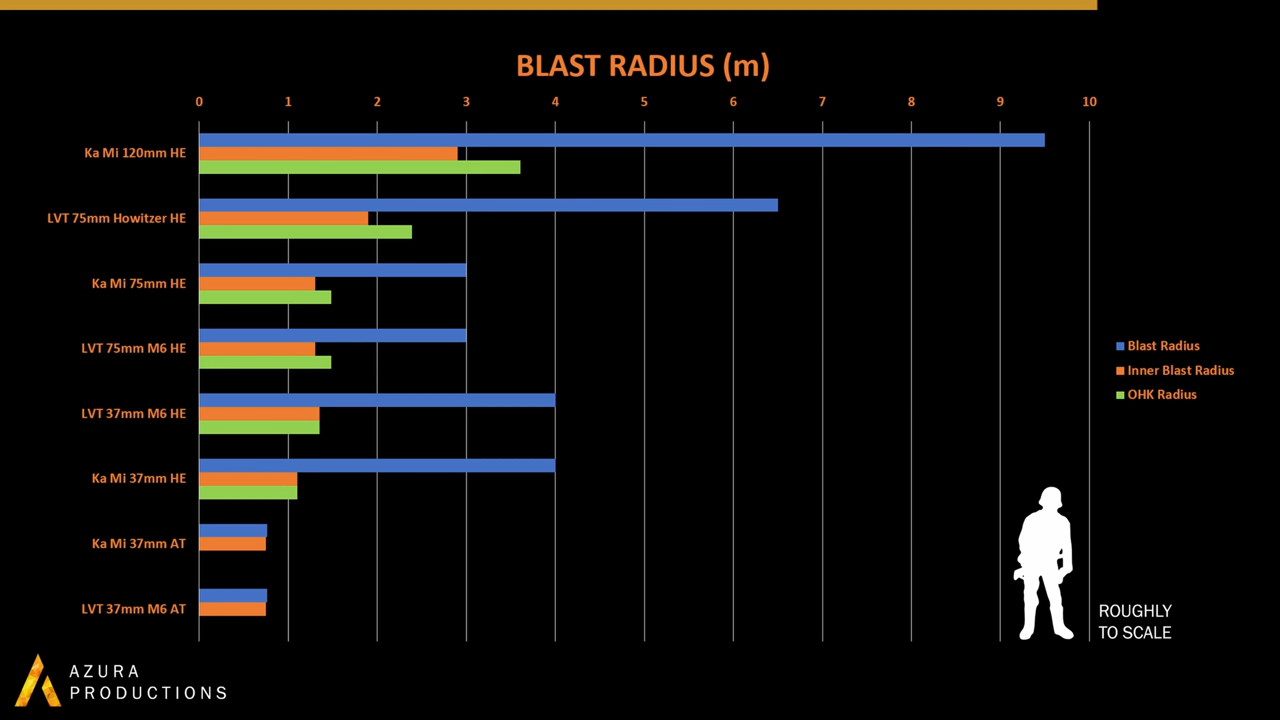 BLAST RADIUS (m)
0 1 2 3 4 5 6 7 8 9 10
Ka Mi 120mm HE
LVT 75mm Howitzer HE
Ka Mi 75mm HE
LVT 75mm M6 HE
LVT 37mm M6 HE
Ka Mi 37mm HE
Ka Mi 37mm AT
LVT 37mm M6 AT
Blast Radius
Inner Blast Radius
OHK Radius
ROUGHLY
TO SCALE
AZURA
PRODUCTIONS